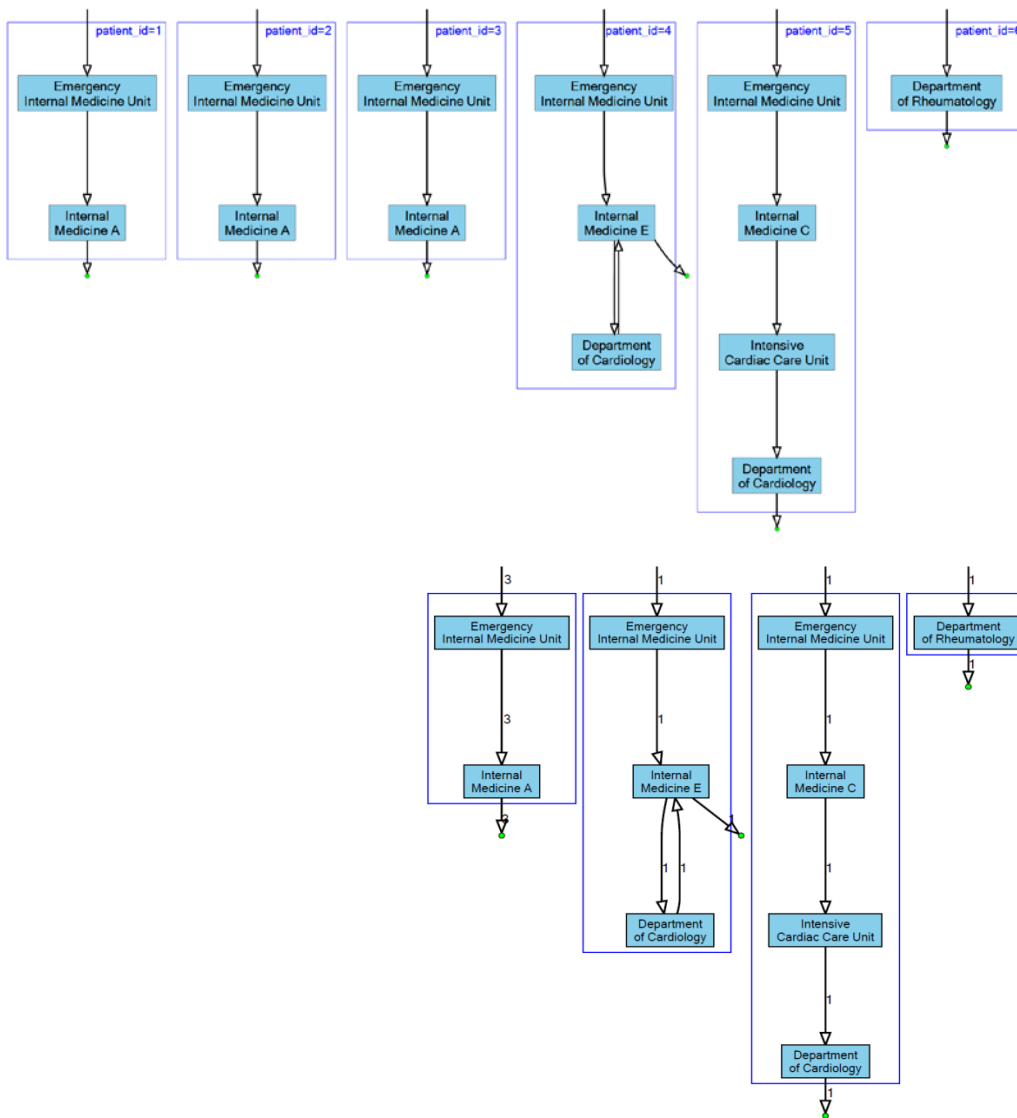 patient_id=1
patient_id=2
patient_id=3
patient_id=4
patient_id=5
patient_id=6
Emergency
Internal Medicine Unit
Emergency
Internal Medicine Unit
Emergency
Internal Medicine Unit
Emergency
Internal Medicine Unit
Emergency
Internal Medicine Unit
Department
of Rheumatology
Internal
Medicine A
Internal
Medicine A
Internal
Medicine A
Internal
Medicine E
Internal
Medicine C
Department
of Cardiology
Intensive
Cardiac Care Unit
Department
of Cardiology
3
1
1
1
Emergency
Internal Medicine Unit
Emergency
Internal Medicine Unit
Emergency
Internal Medicine Unit
Department
of Rheumatology
1
3
1
1
Internal
Medicine A
Internal
Medicine E
Internal
Medicine C
3
1
1
1
1
Department
of Cardiology
Intensive
Cardiac Care Unit
1
Department
of Cardiology
1